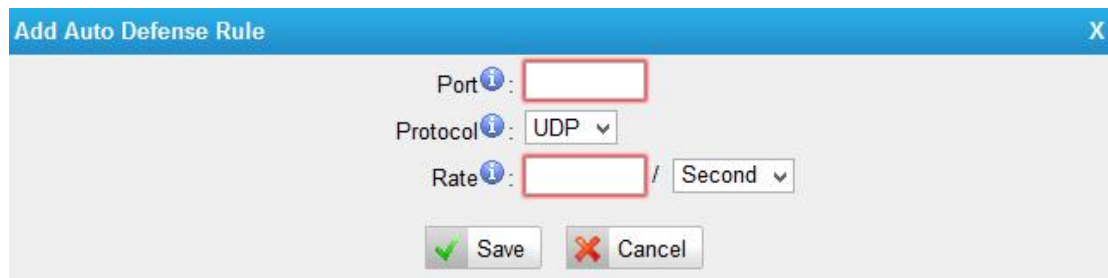 Add Auto Defense Rule X
Port i :
Protocol i : UDP
Rate i : / Second
Save Cancel